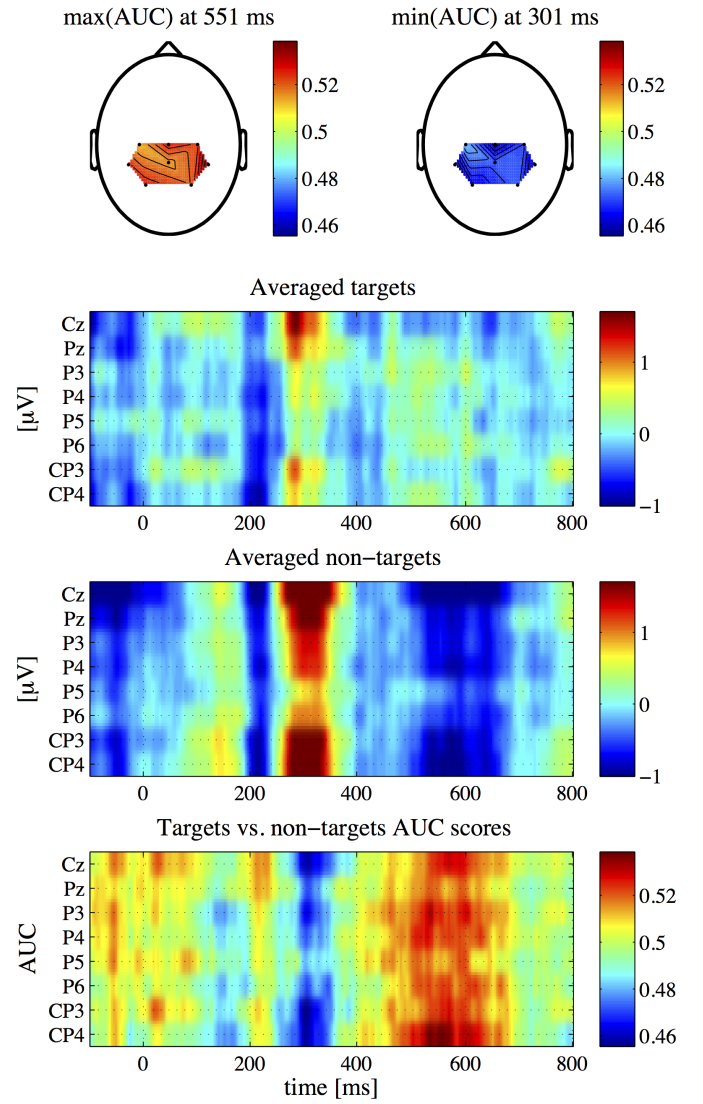 max(AUC) at 551 ms
min(AUC) at 301 ms
0.52
0.5
0.48
0.46
0.52
0.5
0.48
0.46
Averaged targets
[μV]
Cz
Pz
P3
P4
P5
P6
CP3
CP4
0 200 400 600 800
1
0
−1
Averaged non−targets
[μV]
Cz
Pz
P3
P4
P5
P6
CP3
CP4
0 200 400 600 800
1
0
−1
Targets vs. non−targets AUC scores
AUC
Cz
Pz
P3
P4
P5
P6
CP3
CP4
0 200 400 600 800
time [ms]
0.52
0.5
0.48
0.46